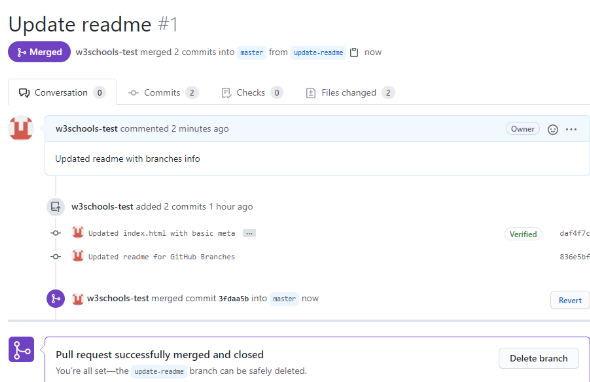 Update readme #1
Merged w3schools-test merged 2 commits into master from update-readme now
Conversation 0 Commits 2 Checks 0 Files changed 2
w3schools-test commented 2 minutes ago Owner ...
Updated readme with branches info
w3schools-test added 2 commits 1 hour ago
Updated index.html with basic meta ... Verified daf4f7c
Updated readme for GitHub Branches 836e5bf
w3schools-test merged commit 3fdaa5b into master now Revert
Pull request successfully merged and closed
You're all set—the update-readme branch can be safely deleted.
Delete branch